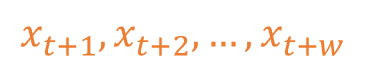 x_{t+1}, x_{t+2}, …, x_{t+w}